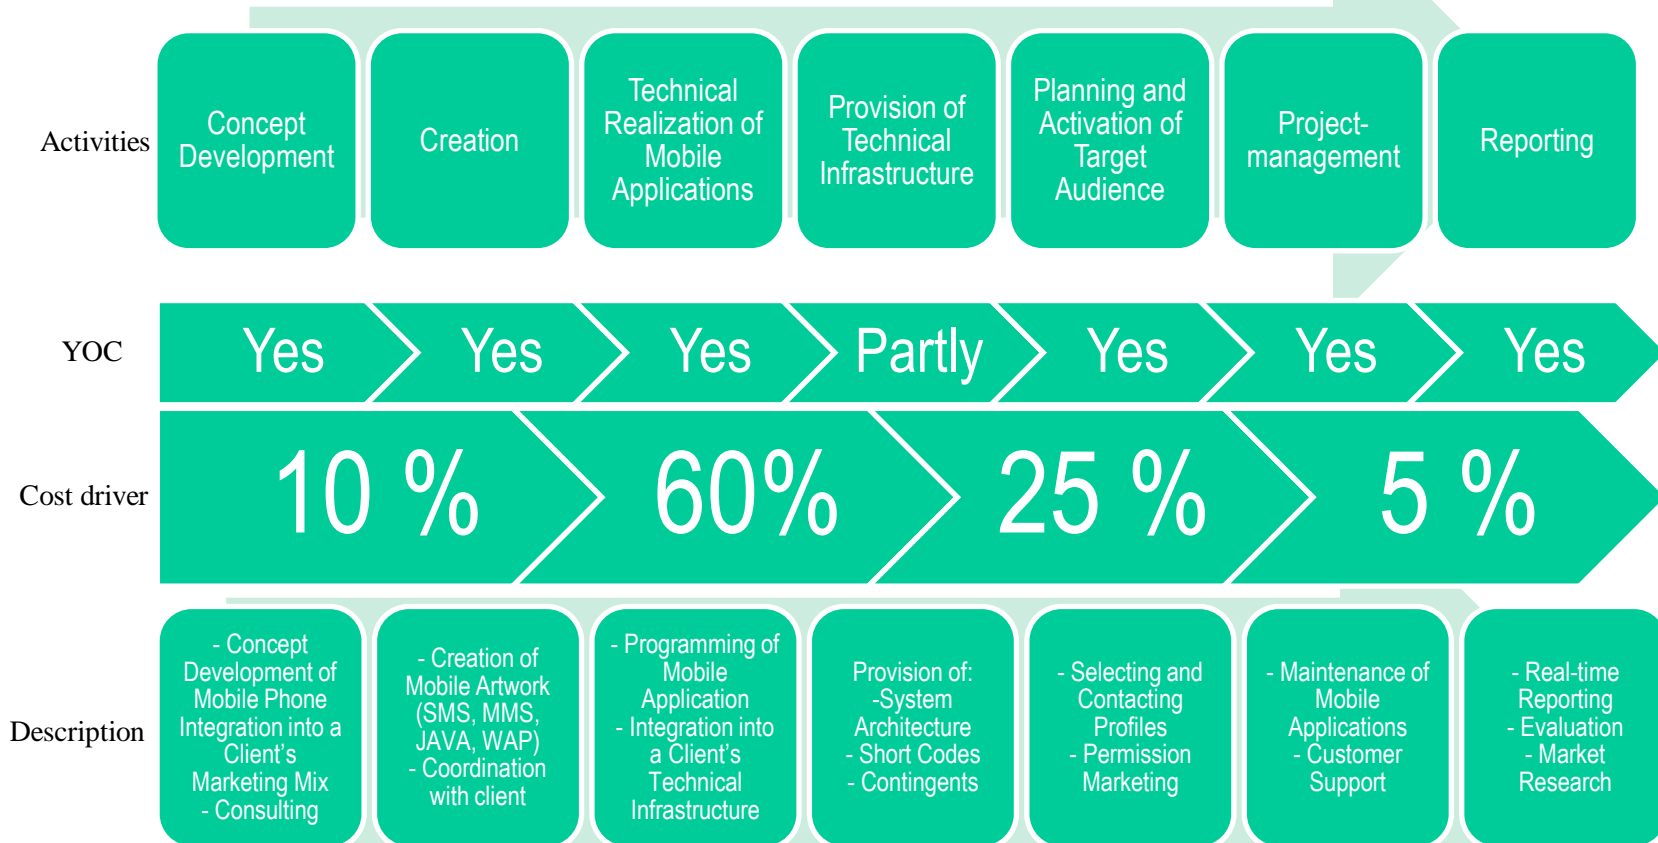 Activities
Concept
Development
Creation
Technical
Realization of
Mobile
Applications
Provision of
Technical
Infrastructure
Planning and
Activation of
Target
Audience
Project-
management
Reporting
YOC
Yes
Yes
Yes
Partly
Yes
Yes
Yes
Cost driver
10 %
60%
25 %
5 %
Description
- Concept
Development of
Mobile Phone
Integration into a
Client’s
Marketing Mix
- Consulting
- Creation of
Mobile Artwork
(SMS, MMS,
JAVA, WAP)
- Coordination
with client
- Programming of
Mobile
Application
- Integration into
a Client’s
Technical
Infrastructure
Provision of:
-System
Architecture
- Short Codes
- Contingents
- Selecting and
Contacting
Profiles
- Permission
Marketing
- Maintenance of
Mobile
Applications
- Customer
Support
- Real-time
Reporting
- Evaluation
- Market
Research